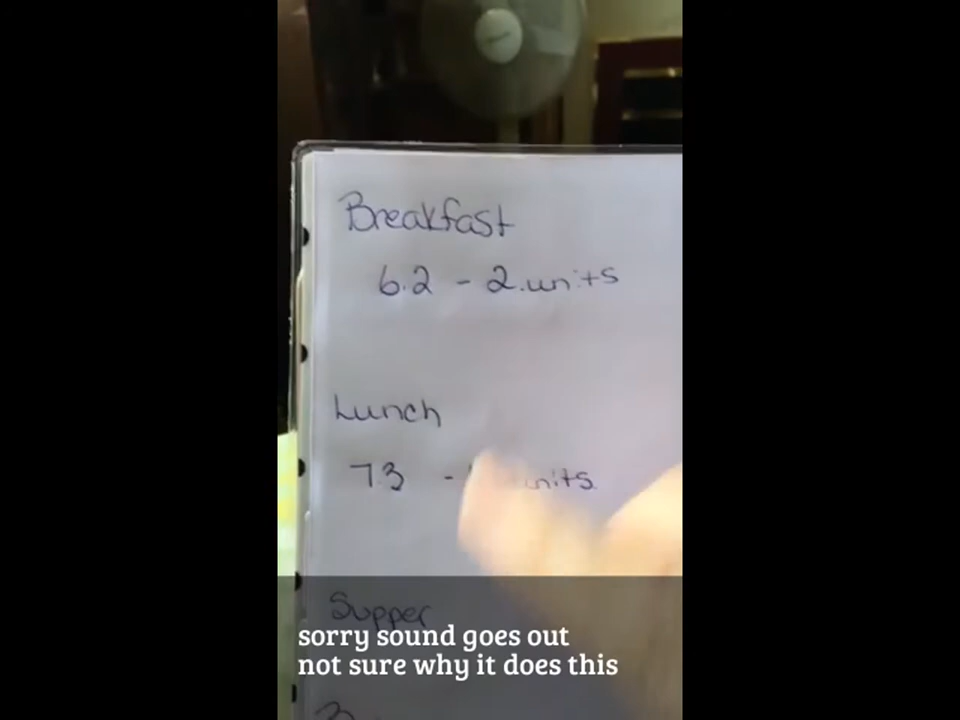 Breakfast
6.2 - 2 units
Lunch
7.3 - units
Supper
sorry sound goes out
not sure why it does this